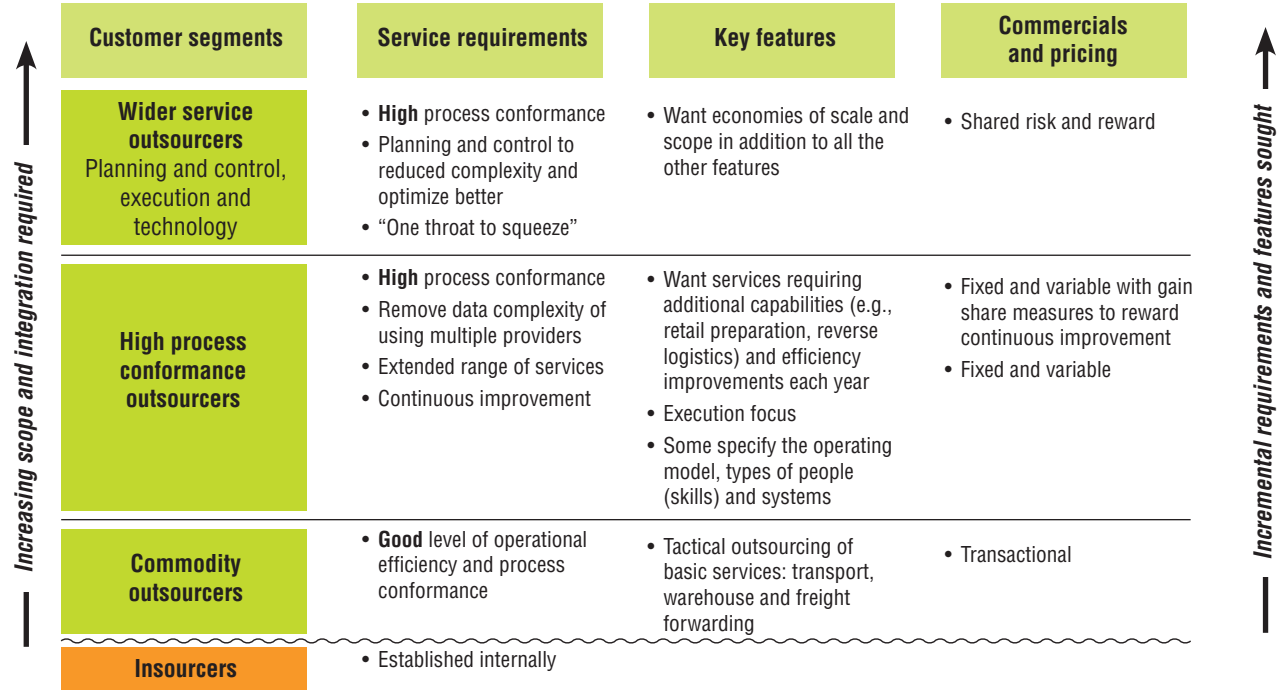 Customer segments
Service requirements
Key features
Commercials
and pricing
Wider service
outsourcers
Planning and control,
execution and
technology
• High process conformance
• Planning and control to
reduced complexity and
optimize better
• “One throat to squeeze”
• Want economies of scale and
scope in addition to all the
other features
• Shared risk and reward
High process
conformance
outsourcers
• High process conformance
• Remove data complexity of
using multiple providers
• Extended range of services
• Continuous improvement
• Want services requiring
additional capabilities (e.g.,
retail preparation, reverse
logistics) and efficiency
improvements each year
• Execution focus
• Some specify the operating
model, types of people
(skills) and systems
• Fixed and variable with gain
share measures to reward
continuous improvement
• Fixed and variable
Commodity
outsourcers
• Good level of operational
efficiency and process
conformance
• Tactical outsourcing of
basic services: transport,
warehouse and freight
forwarding
• Transactional
Insourcers
• Established internally
Increasing scope and integration required
Incremental requirements and features sought